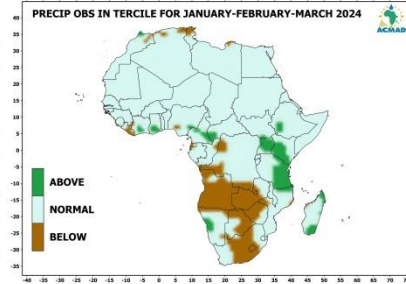 PRECIP OBS IN TERCILE FOR JANUARY-FEBRUARY-MARCH 2024
ACMAD
35
30
25
20
15
10
5
0
-5
-10
-15
-20
-25
-30
-35
ABOVE
NORMAL
BELOW
-40 -35 -30 -25 -20 -15 -10 -5 0 5 10 15 20 25 30 35 40 45 50 55 60 65 70